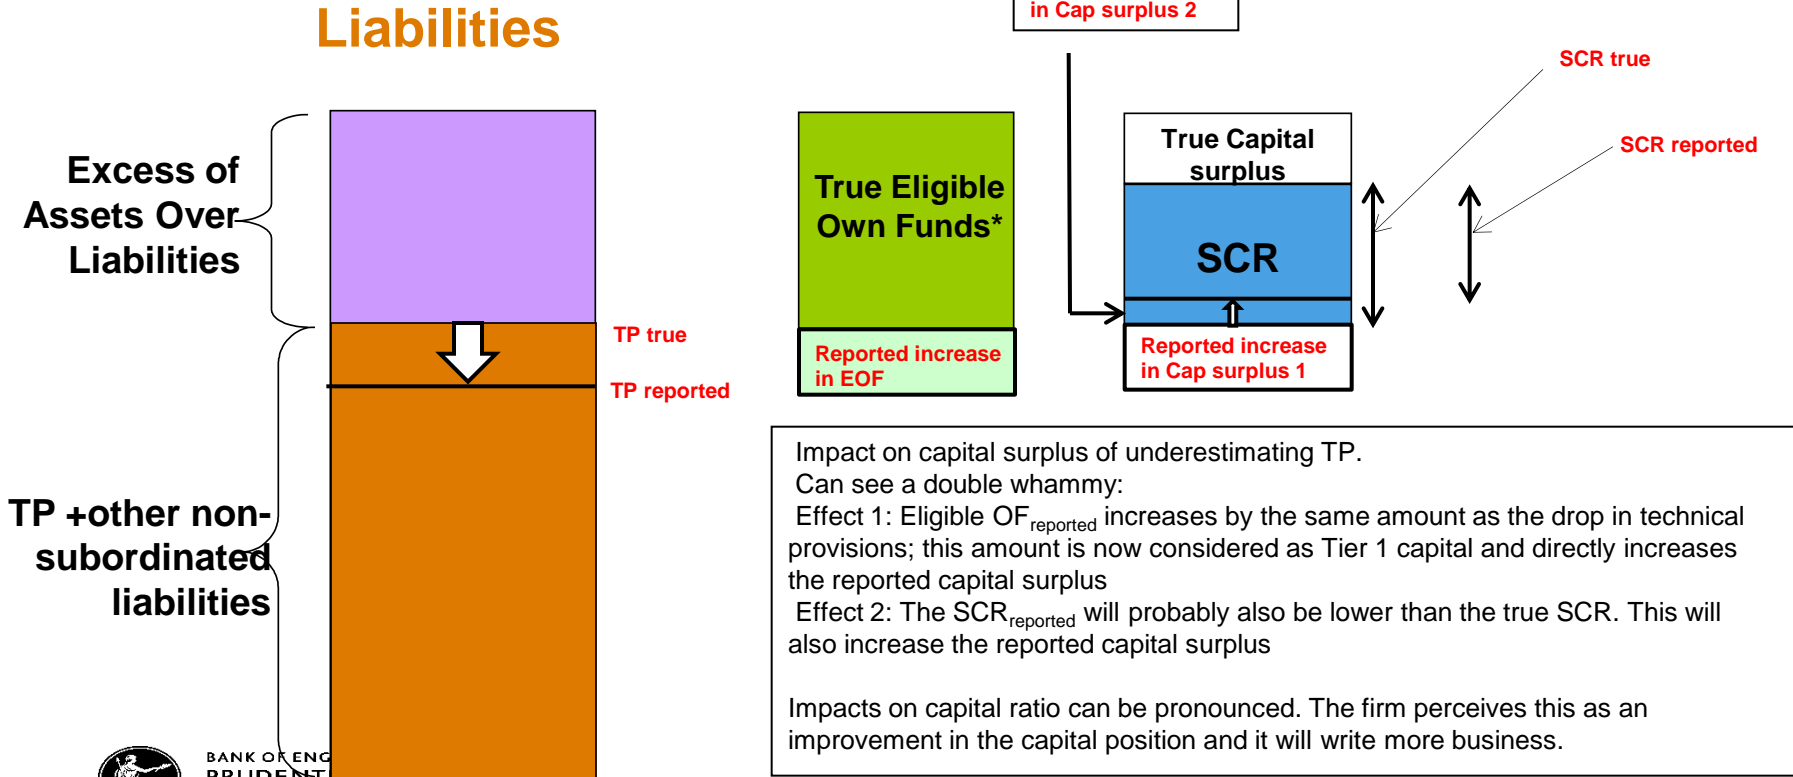 Liabilities
in Cap surplus 2
SCR true
SCR reported
Excess of
Assets Over
Liabilities
True Eligible
Own Funds*
True Capital
surplus
SCR
TP true
TP reported
Reported increase
in EOF
Reported increase
in Cap surplus 1
TP +other non-
subordinated
liabilities
Impact on capital surplus of underestimating TP.
Can see a double whammy:
Effect 1: Eligible OFreported increases by the same amount as the drop in technical
provisions; this amount is now considered as Tier 1 capital and directly increases
the reported capital surplus
Effect 2: The SCRreported will probably also be lower than the true SCR. This will
also increase the reported capital surplus
Impacts on capital ratio can be pronounced. The firm perceives this as an
improvement in the capital position and it will write more business.
BANK OF ENG